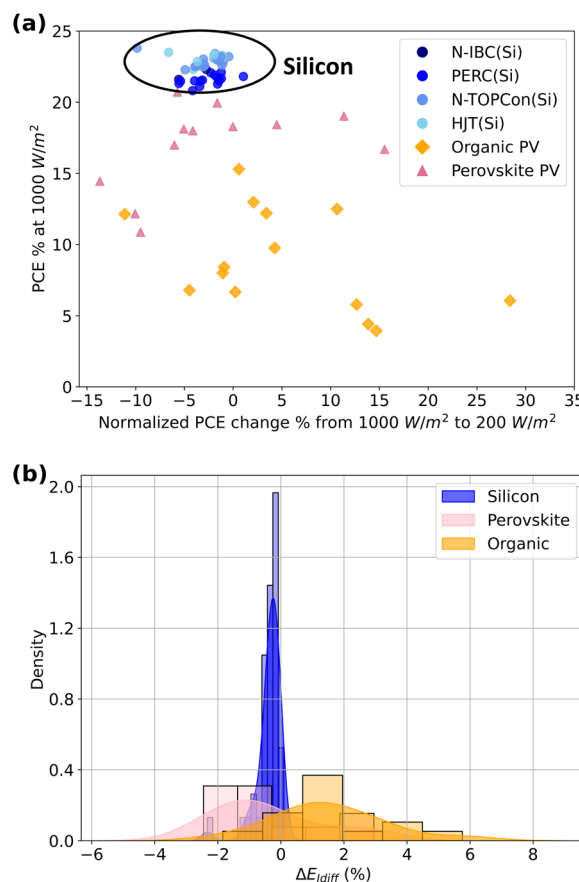 (a)
25
20
15
10
5
0
PCE % at 1000 W/m²
Silicon
N-IBC(Si)
PERC(Si)
N-TOPCon(Si)
HJT(Si)
Organic PV
Perovskite PV
−15 −10 −5 0 5 10 15 20 25 30 35
Normalized PCE change % from 1000 W/m² to 200 W/m²
(b)
2.0
1.6
1.2
0.8
0.4
0.0
Density
Silicon
Perovskite
Organic
−6 −4 −2 0 2 4 6 8
ΔE_Idiff (%)